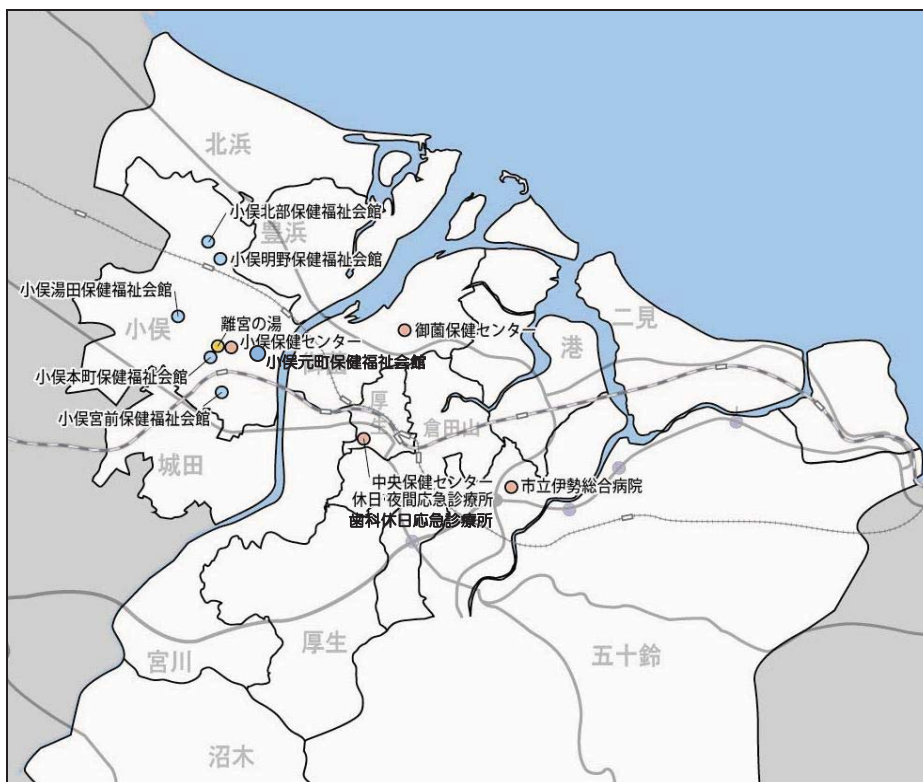 北浜
小俣北部保健福祉会館
豊浜
小俣明野保健福祉会館
小俣湯田保健福祉会館
二見
小俣
離宮の湯
御薗保健センター
小俣保健センター
港
小俣元町保健福祉会館
小俣本町保健福祉会館
厚生
小俣宮前保健福祉会館
倉田山
城田
中央保健センター
市立伊勢総合病院
休日・夜間応急診療所
歯科休日応急診療所
厚生
五十鈴
宮川
沼木